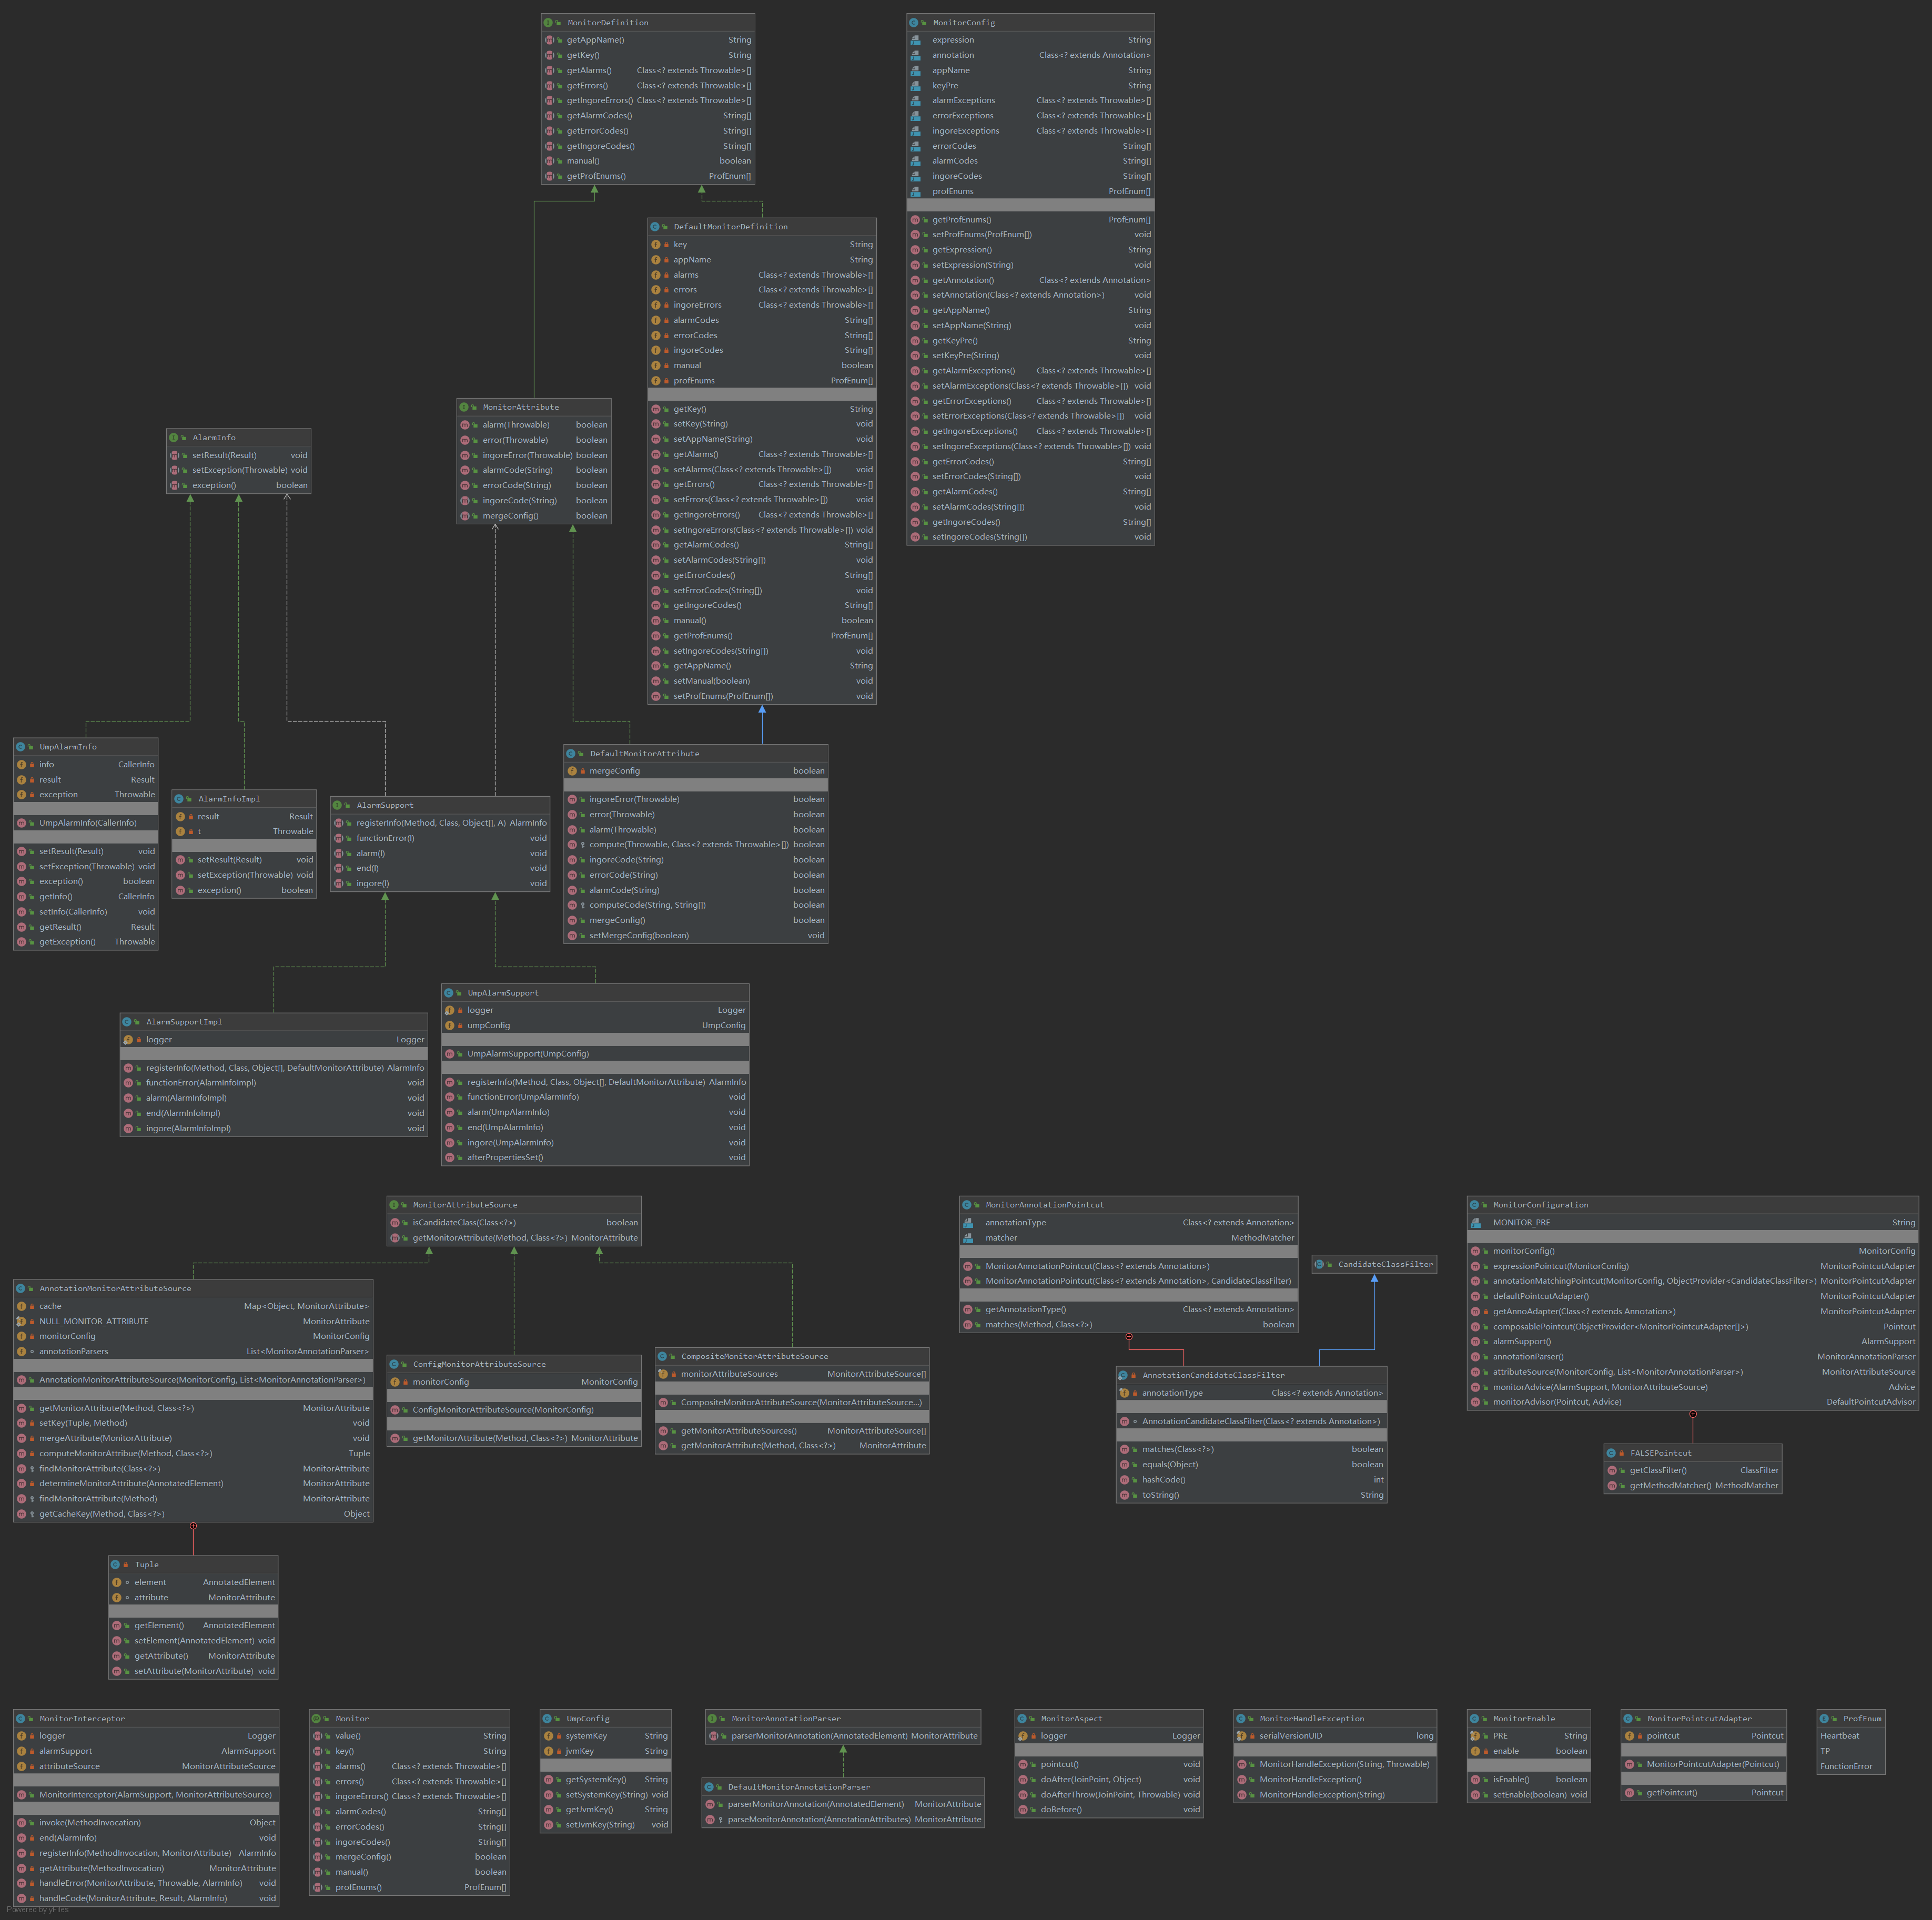 MonitorDefinition
getAppName() String
getKey() String
getAlarms() Class<? extends Throwable>[]
getErrors() Class<? extends Throwable>[]
getIngoreErrors() Class<? extends Throwable>[]
getAlarmCodes() String[]
getErrorCodes() String[]
getIngoreCodes() String[]
manual() boolean
getProfEnums() ProfEnum[]
MonitorConfig
expression String
annotation Class<? extends Annotation>
appName String
keyPre String
alarmExceptions Class<? extends Throwable>[]
errorExceptions Class<? extends Throwable>[]
ingoreExceptions Class<? extends Throwable>[]
errorCodes String[]
alarmCodes String[]
ingoreCodes String[]
profEnums ProfEnum[]
getProfEnums() ProfEnum[]
setProfEnums(ProfEnum[]) void
getExpression() String
setExpression(String) void
getAnnotation() Class<? extends Annotation>
setAnnotation(Class<? extends Annotation>) void
getAppName() String
setAppName(String) void
getKeyPre() String
setKeyPre(String) void
getAlarmExceptions() Class<? extends Throwable>[]
setAlarmExceptions(Class<? extends Throwable>[]) void
getErrorExceptions() Class<? extends Throwable>[]
setErrorExceptions(Class<? extends Throwable>[]) void
getIngoreExceptions() Class<? extends Throwable>[]
setIngoreExceptions(Class<? extends Throwable>[]) void
getErrorCodes() String[]
setErrorCodes(String[]) void
getAlarmCodes() String[]
setAlarmCodes(String[]) void
getIngoreCodes() String[]
setIngoreCodes(String[]) void
DefaultMonitorDefinition
key String
appName String
alarms Class<? extends Throwable>[]
errors Class<? extends Throwable>[]
ingoreErrors Class<? extends Throwable>[]
alarmCodes String[]
errorCodes String[]
ingoreCodes String[]
manual boolean
profEnums ProfEnum[]
getKey() String
setKey(String) void
setAppName(String) void
getAlarms() Class<? extends Throwable>[]
setAlarms(Class<? extends Throwable>[]) void
getErrors() Class<? extends Throwable>[]
setErrors(Class<? extends Throwable>[]) void
getIngoreErrors() Class<? extends Throwable>[]
setIngoreErrors(Class<? extends Throwable>[]) void
getAlarmCodes() String[]
setAlarmCodes(String[]) void
getErrorCodes() String[]
setErrorCodes(String[]) void
getIngoreCodes() String[]
manual() boolean
getProfEnums() ProfEnum[]
setIngoreCodes(String[]) void
getAppName() String
setManual(boolean) void
setProfEnums(ProfEnum[]) void
MonitorAttribute
alarm(Throwable) boolean
error(Throwable) boolean
ingoreError(Throwable) boolean
alarmCode(String) boolean
errorCode(String) boolean
ingoreCode(String) boolean
mergeConfig() boolean
AlarmInfo
setResult(Result) void
setException(Throwable) void
exception() boolean
UmpAlarmInfo
info CallerInfo
result Result
exception Throwable
UmpAlarmInfo(CallerInfo)
setResult(Result) void
setException(Throwable) void
exception() boolean
getInfo() CallerInfo
setInfo(CallerInfo) void
getResult() Result
getException() Throwable
AlarmInfoImpl
result Result
t Throwable
setResult(Result) void
setException(Throwable) void
exception() boolean
AlarmSupport
registerInfo(Method, Class, Object[], A) AlarmInfo
functionError(I) void
alarm(I) void
end(I) void
ingore(I) void
DefaultMonitorAttribute
mergeConfig boolean
ingoreError(Throwable) boolean
error(Throwable) boolean
alarm(Throwable) boolean
compute(Throwable, Class<? extends Throwable>[]) boolean
ingoreCode(String) boolean
errorCode(String) boolean
alarmCode(String) boolean
computeCode(String, String[]) boolean
mergeConfig() boolean
setMergeConfig(boolean) void
AlarmSupportImpl
logger Logger
registerInfo(Method, Class, Object[], DefaultMonitorAttribute) AlarmInfo
functionError(AlarmInfoImpl) void
alarm(AlarmInfoImpl) void
end(AlarmInfoImpl) void
ingore(AlarmInfoImpl) void
UmpAlarmSupport
logger Logger
umpConfig UmpConfig
UmpAlarmSupport(UmpConfig)
registerInfo(Method, Class, Object[], DefaultMonitorAttribute) AlarmInfo
functionError(UmpAlarmInfo) void
alarm(UmpAlarmInfo) void
end(UmpAlarmInfo) void
ingore(UmpAlarmInfo) void
afterPropertiesSet() void
MonitorAttributeSource
isCandidateClass(Class<?>) boolean
getMonitorAttribute(Method, Class<?>) MonitorAttribute
AnnotationMonitorAttributeSource
cache Map<Object, MonitorAttribute>
NULL_MONITOR_ATTRIBUTE MonitorAttribute
monitorConfig MonitorConfig
annotationParsers List<MonitorAnnotationParser>
AnnotationMonitorAttributeSource(MonitorConfig, List<MonitorAnnotationParser>)
getMonitorAttribute(Method, Class<?>) MonitorAttribute
setKey(Tuple, Method) void
mergeAttribute(MonitorAttribute) void
computeMonitorAttribue(Method, Class<?>) Tuple
findMonitorAttribute(Class<?>) MonitorAttribute
determineMonitorAttribute(AnnotatedElement) MonitorAttribute
findMonitorAttribute(Method) MonitorAttribute
getCacheKey(Method, Class<?>) Object
ConfigMonitorAttributeSource
monitorConfig MonitorConfig
ConfigMonitorAttributeSource(MonitorConfig)
getMonitorAttribute(Method, Class<?>) MonitorAttribute
CompositeMonitorAttributeSource
monitorAttributeSources MonitorAttributeSource[]
CompositeMonitorAttributeSource(MonitorAttributeSource...)
getMonitorAttributeSources() MonitorAttributeSource[]
getMonitorAttribute(Method, Class<?>) MonitorAttribute
MonitorAnnotationPointcut
annotationType Class<? extends Annotation>
matcher MethodMatcher
MonitorAnnotationPointcut(Class<? extends Annotation>)
MonitorAnnotationPointcut(Class<? extends Annotation>, CandidateClassFilter)
getAnnotationType() Class<? extends Annotation>
matches(Method, Class<?>) boolean
CandidateClassFilter
AnnotationCandidateClassFilter
annotationType Class<? extends Annotation>
AnnotationCandidateClassFilter(Class<? extends Annotation>)
matches(Class<?>) boolean
equals(Object) boolean
hashCode() int
toString() String
MonitorConfiguration
MONITOR_PRE String
monitorConfig() MonitorConfig
expressionPointcut(MonitorConfig) MonitorPointcutAdapter
annotationMatchingPointcut(MonitorConfig, ObjectProvider<CandidateClassFilter>) MonitorPointcutAdapter
defaultPointcutAdapter() MonitorPointcutAdapter
getAnnoAdapter(Class<? extends Annotation>) MonitorPointcutAdapter
composablePointcut(ObjectProvider<MonitorPointcutAdapter[]>) Pointcut
alarmSupport() AlarmSupport
annotationParser() MonitorAnnotationParser
attributeSource(MonitorConfig, List<MonitorAnnotationParser>) MonitorAttributeSource
monitorAdvice(AlarmSupport, MonitorAttributeSource) Advice
monitorAdvisor(Pointcut, Advice) DefaultPointcutAdvisor
FALSEPointcut
getClassFilter() ClassFilter
getMethodMatcher() MethodMatcher
Tuple
element AnnotatedElement
attribute MonitorAttribute
getElement() AnnotatedElement
setElement(AnnotatedElement) void
getAttribute() MonitorAttribute
setAttribute(MonitorAttribute) void
MonitorInterceptor
logger Logger
alarmSupport AlarmSupport
attributeSource MonitorAttributeSource
MonitorInterceptor(AlarmSupport, MonitorAttributeSource)
invoke(MethodInvocation) Object
end(AlarmInfo) void
registerInfo(MethodInvocation, MonitorAttribute) AlarmInfo
getAttribute(MethodInvocation) MonitorAttribute
handleError(MonitorAttribute, Throwable, AlarmInfo) void
handleCode(MonitorAttribute, Result, AlarmInfo) void
Monitor
value() String
key() String
alarms() Class<? extends Throwable>[]
errors() Class<? extends Throwable>[]
ingoreErrors() Class<? extends Throwable>[]
alarmCodes() String[]
errorCodes() String[]
ingoreCodes() String[]
mergeConfig() boolean
manual() boolean
profEnums() ProfEnum[]
UmpConfig
systemKey String
jvmKey String
getSystemKey() String
setSystemKey(String) void
getJvmKey() String
setJvmKey(String) void
MonitorAnnotationParser
parserMonitorAnnotation(AnnotatedElement) MonitorAttribute
DefaultMonitorAnnotationParser
parserMonitorAnnotation(AnnotatedElement) MonitorAttribute
parseMonitorAnnotation(AnnotationAttributes) MonitorAttribute
MonitorAspect
logger Logger
pointcut() void
doAfter(JoinPoint, Object) void
doAfterThrow(JoinPoint, Throwable) void
doBefore() void
MonitorHandleException
serialVersionUID long
MonitorHandleException(String, Throwable)
MonitorHandleException()
MonitorHandleException(String)
MonitorEnable
PRE String
enable boolean
isEnable() boolean
setEnable(boolean) void
MonitorPointcutAdapter
pointcut Pointcut
MonitorPointcutAdapter(Pointcut)
getPointcut() Pointcut
ProfEnum
Heartbeat
TP
FunctionError
Powered by yFiles